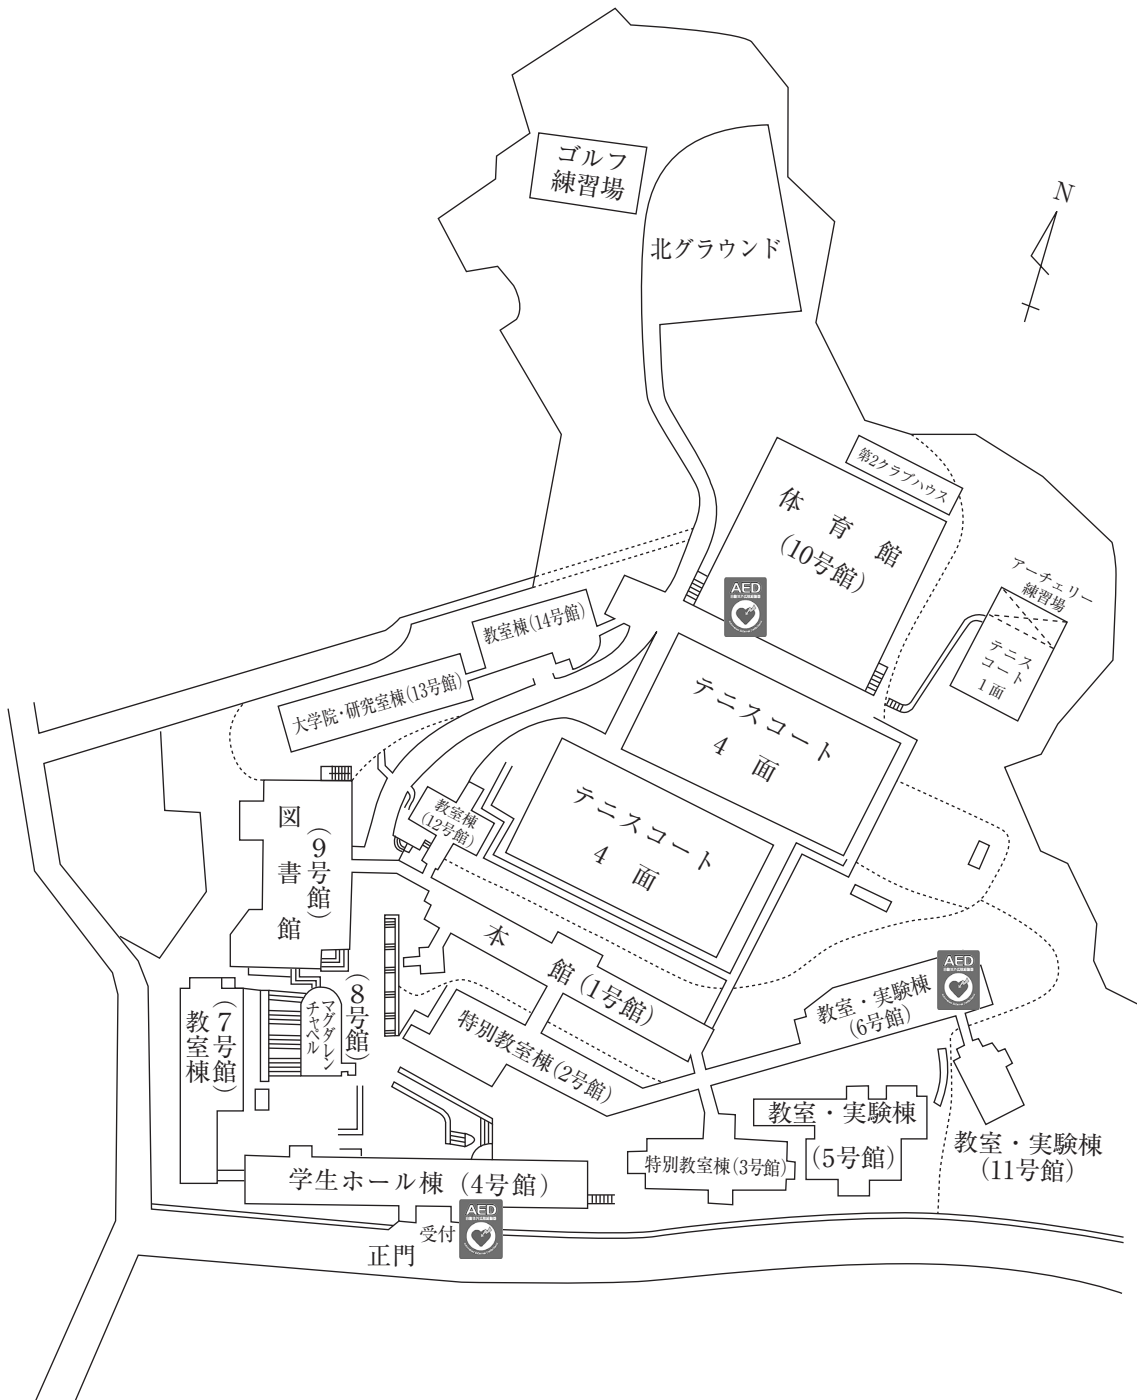 ゴルフ
練習場
N
北グラウンド
第2クラブハウス
体育館
(10号館)
アーチェリー
練習場
テニス
コート
1面
AED
教室棟(14号館)
大学院・研究室棟(13号館)
テニスコート
4面
教室棟
(12号館)
テニスコート
4面
図書館
(9号館)
本館(1号館)
AED
教室・実験棟
(6号館)
マグダレン
チャペル
(8号館)
教室棟
(7号館)
特別教室棟(2号館)
教室・実験棟
(5号館)
教室・実験棟
(11号館)
特別教室棟(3号館)
学生ホール棟(4号館)
AED
受付
正門